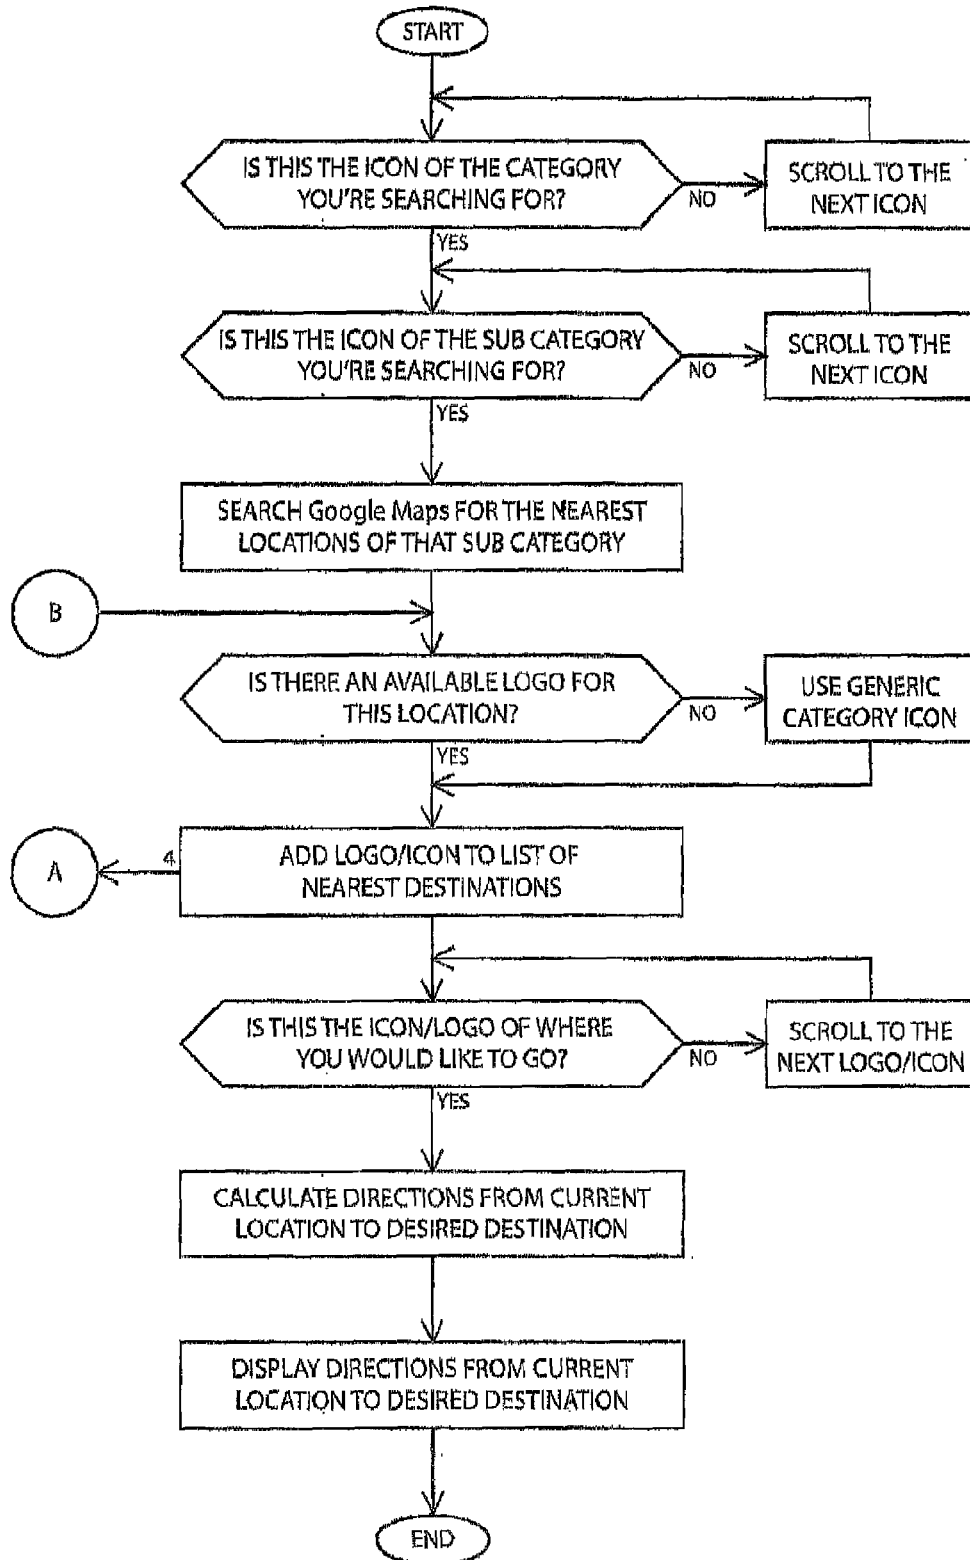 START
IS THIS THE ICON OF THE CATEGORY
YOU'RE SEARCHING FOR?
NO
SCROLL TO THE
NEXT ICON
YES
IS THIS THE ICON OF THE SUB CATEGORY
YOU'RE SEARCHING FOR?
NO
SCROLL TO THE
NEXT ICON
YES
SEARCH Google Maps FOR THE NEAREST
LOCATIONS OF THAT SUB CATEGORY
B
IS THERE AN AVAILABLE LOGO FOR
THIS LOCATION?
NO
USE GENERIC
CATEGORY ICON
YES
A
4
ADD LOGO/ICON TO LIST OF
NEAREST DESTINATIONS
IS THIS THE ICON/LOGO OF WHERE
YOU WOULD LIKE TO GO?
NO
SCROLL TO THE
NEXT LOGO/ICON
YES
CALCULATE DIRECTIONS FROM CURRENT
LOCATION TO DESIRED DESTINATION
DISPLAY DIRECTIONS FROM CURRENT
LOCATION TO DESIRED DESTINATION
END